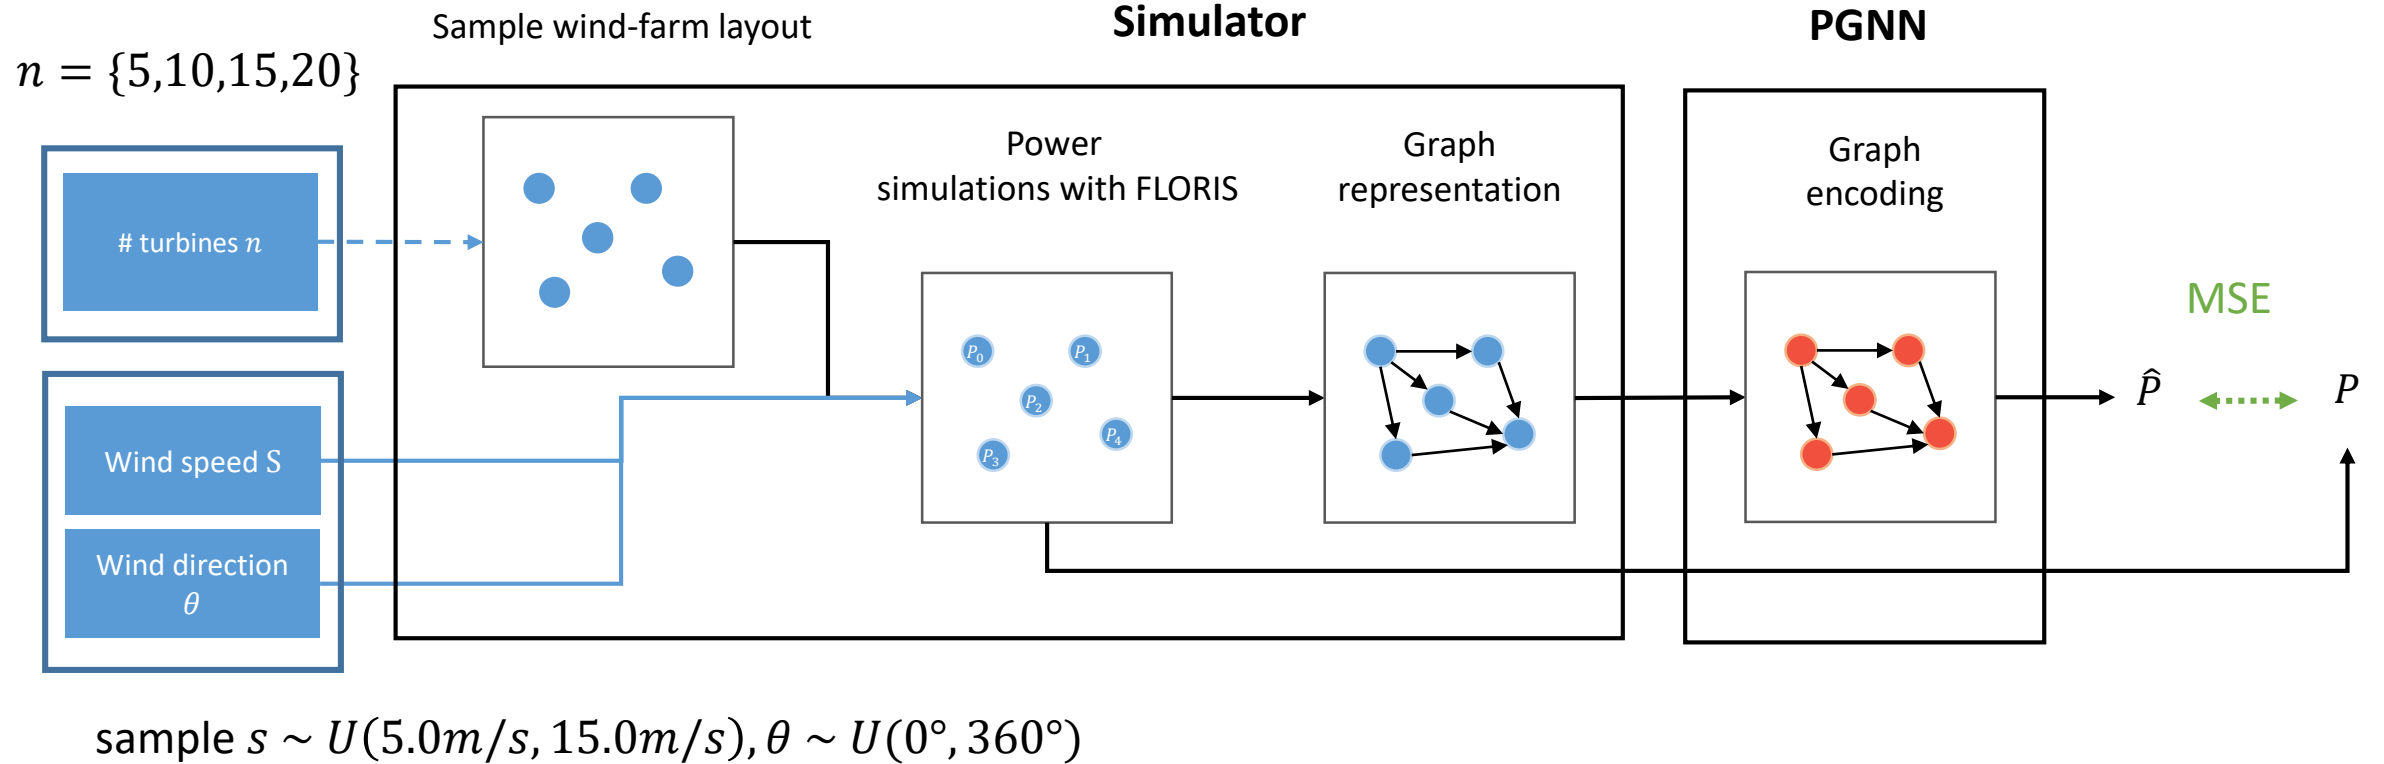 Sample wind-farm layout
Simulator
PGNN
n = {5,10,15,20}
Power
simulations with FLORIS
Graph
representation
Graph
encoding
# turbines n
MSE
P₀
P₁
P₂
P₃
P₄
P̂
P
Wind speed S
Wind direction
θ
sample s ~ U(5.0m/s, 15.0m/s), θ ~ U(0°, 360°)